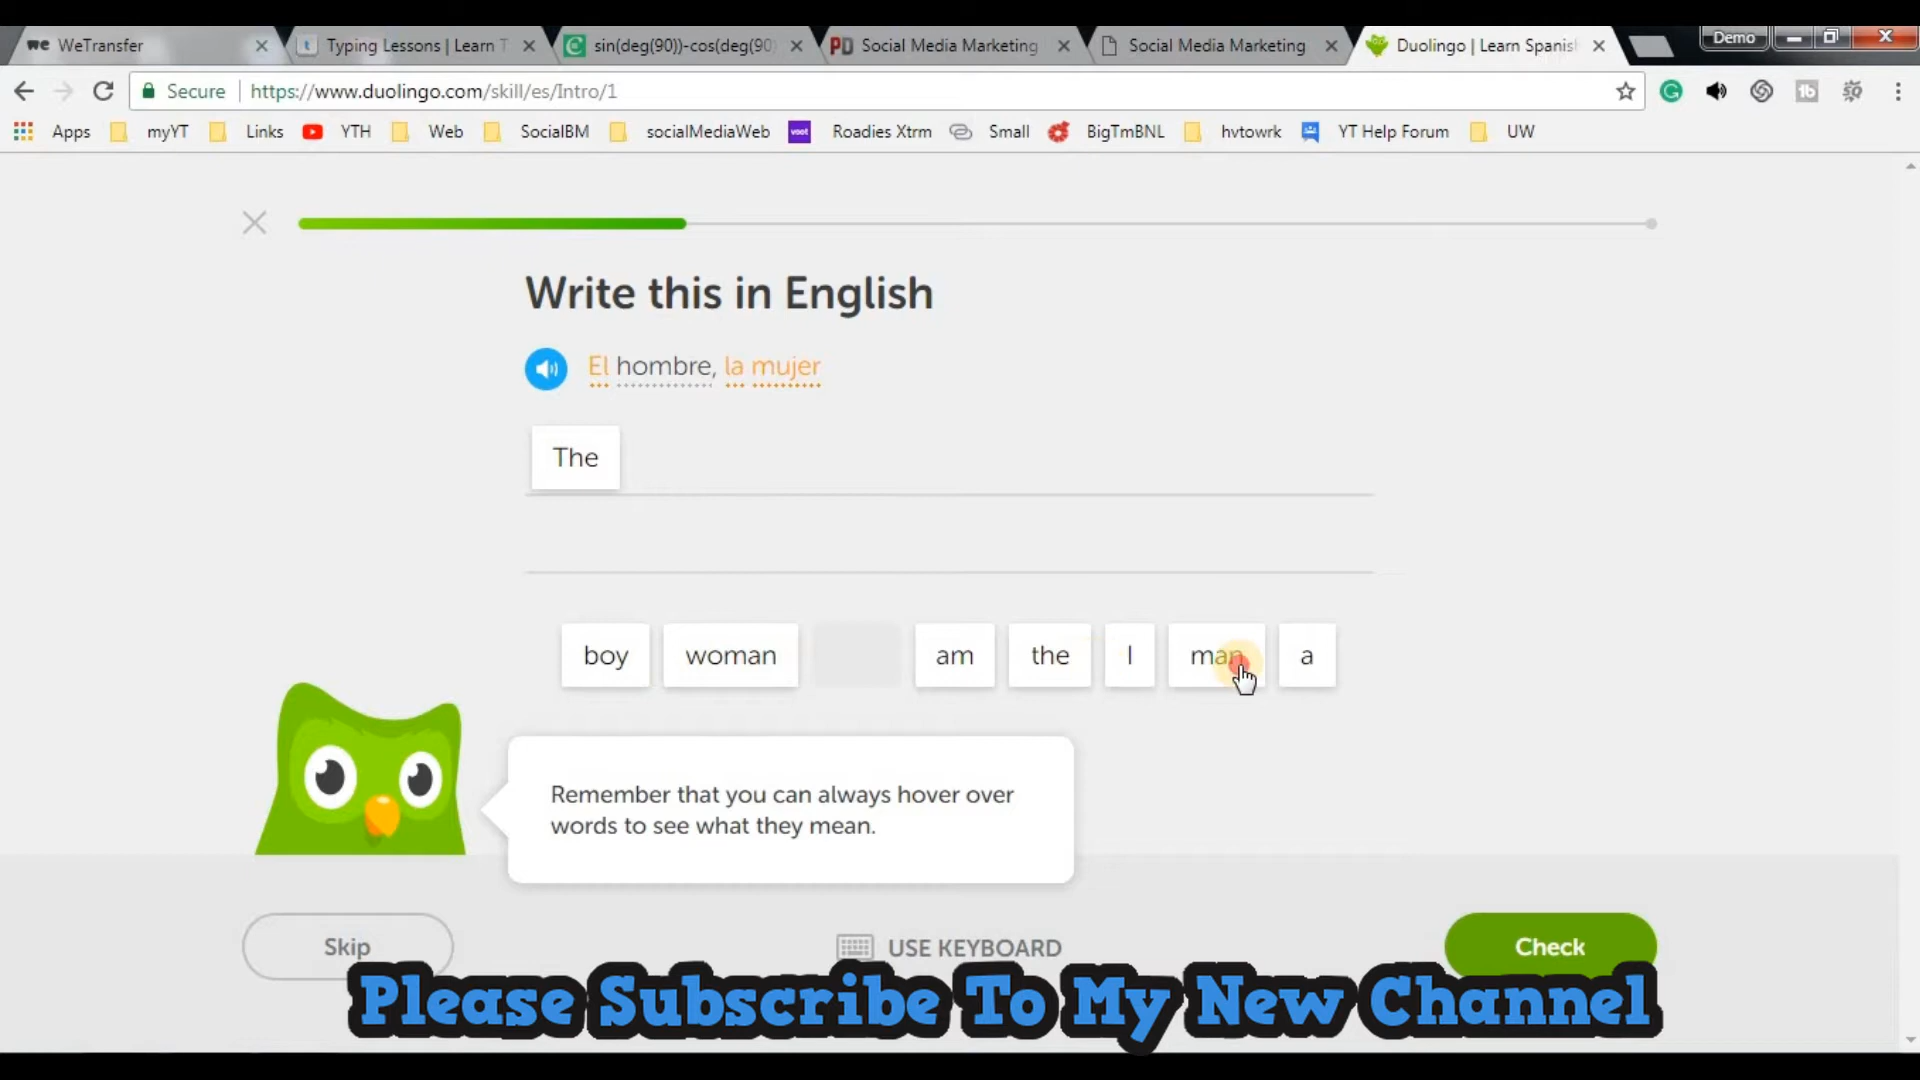 WeTransfer
Typing Lessons | Learn T
sin(deg(90))-cos(deg(90)
Social Media Marketing
Social Media Marketing
Duolingo | Learn Spanis
Demo
Secure
https://www.duolingo.com/skill/es/Intro/1
Apps
myYT
Links
YTH
Web
SocialBM
socialMediaWeb
voot
Roadies Xtrm
Small
BigTmBNL
hvtowrk
YT Help Forum
UW
Write this in English
El hombre, la mujer
The
boy woman am the I man a
Remember that you can always hover over
words to see what they mean.
Skip
USE KEYBOARD
Check
Please Subscribe To My New Channel